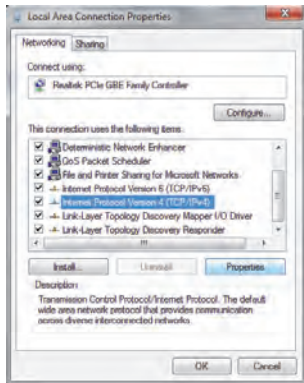 Local Area Connection Properties
Networking Sharing
Connect using:
Realtek PCIe GBE Family Controller
Configure...
This connection uses the following items:
Deterministic Network Enhancer
QoS Packet Scheduler
File and Printer Sharing for Microsoft Networks
Internet Protocol Version 6 (TCP/IPv6)
Internet Protocol Version 4 (TCP/IPv4)
Link-Layer Topology Discovery Mapper I/O Driver
Link-Layer Topology Discovery Responder
Install... Uninstall Properties
Description
Transmission Control Protocol/Internet Protocol. The default
wide area network protocol that provides communication
across diverse interconnected networks.
OK Cancel